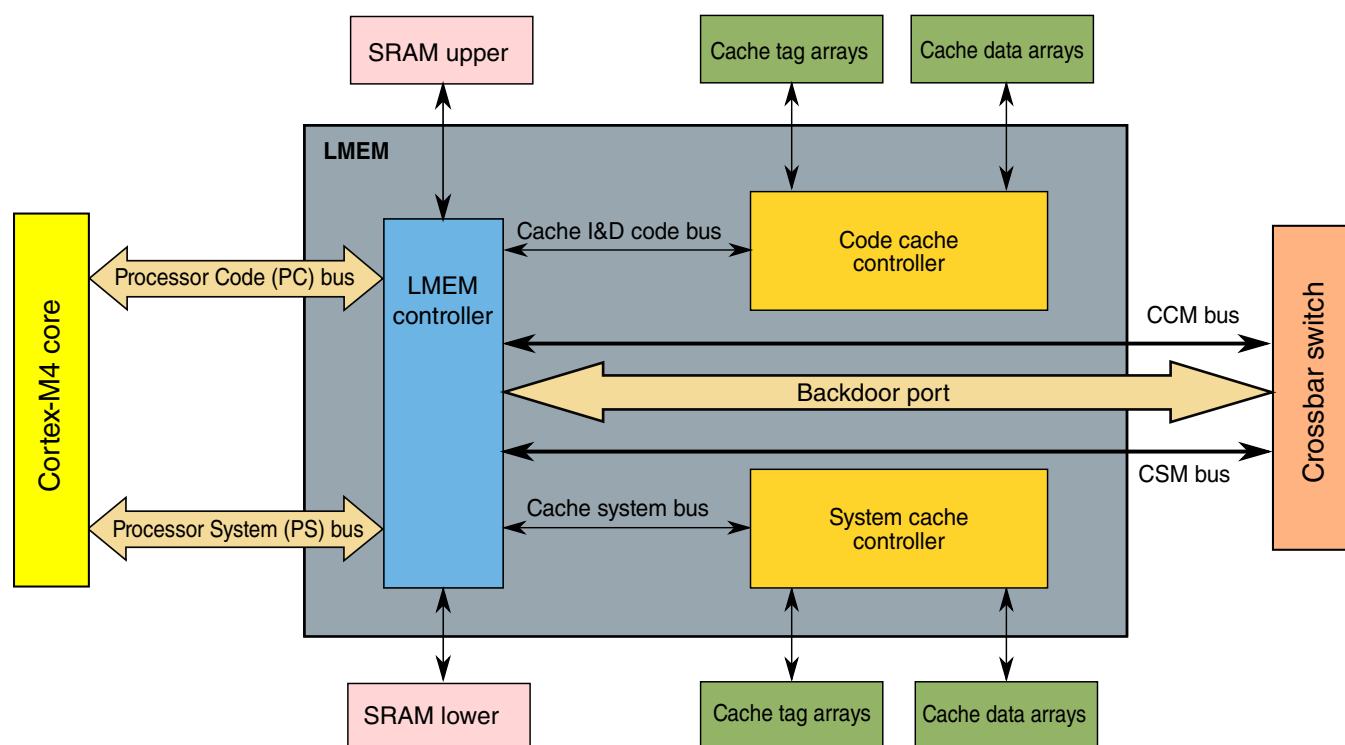 SRAM upper
Cache tag arrays
Cache data arrays
LMEM
Cache I&D code bus
Code cache
controller
Processor Code (PC) bus
LMEM
controller
CCM bus
Cortex-M4 core
Backdoor port
Crossbar switch
CSM bus
Cache system bus
System cache
controller
Processor System (PS) bus
SRAM lower
Cache tag arrays
Cache data arrays